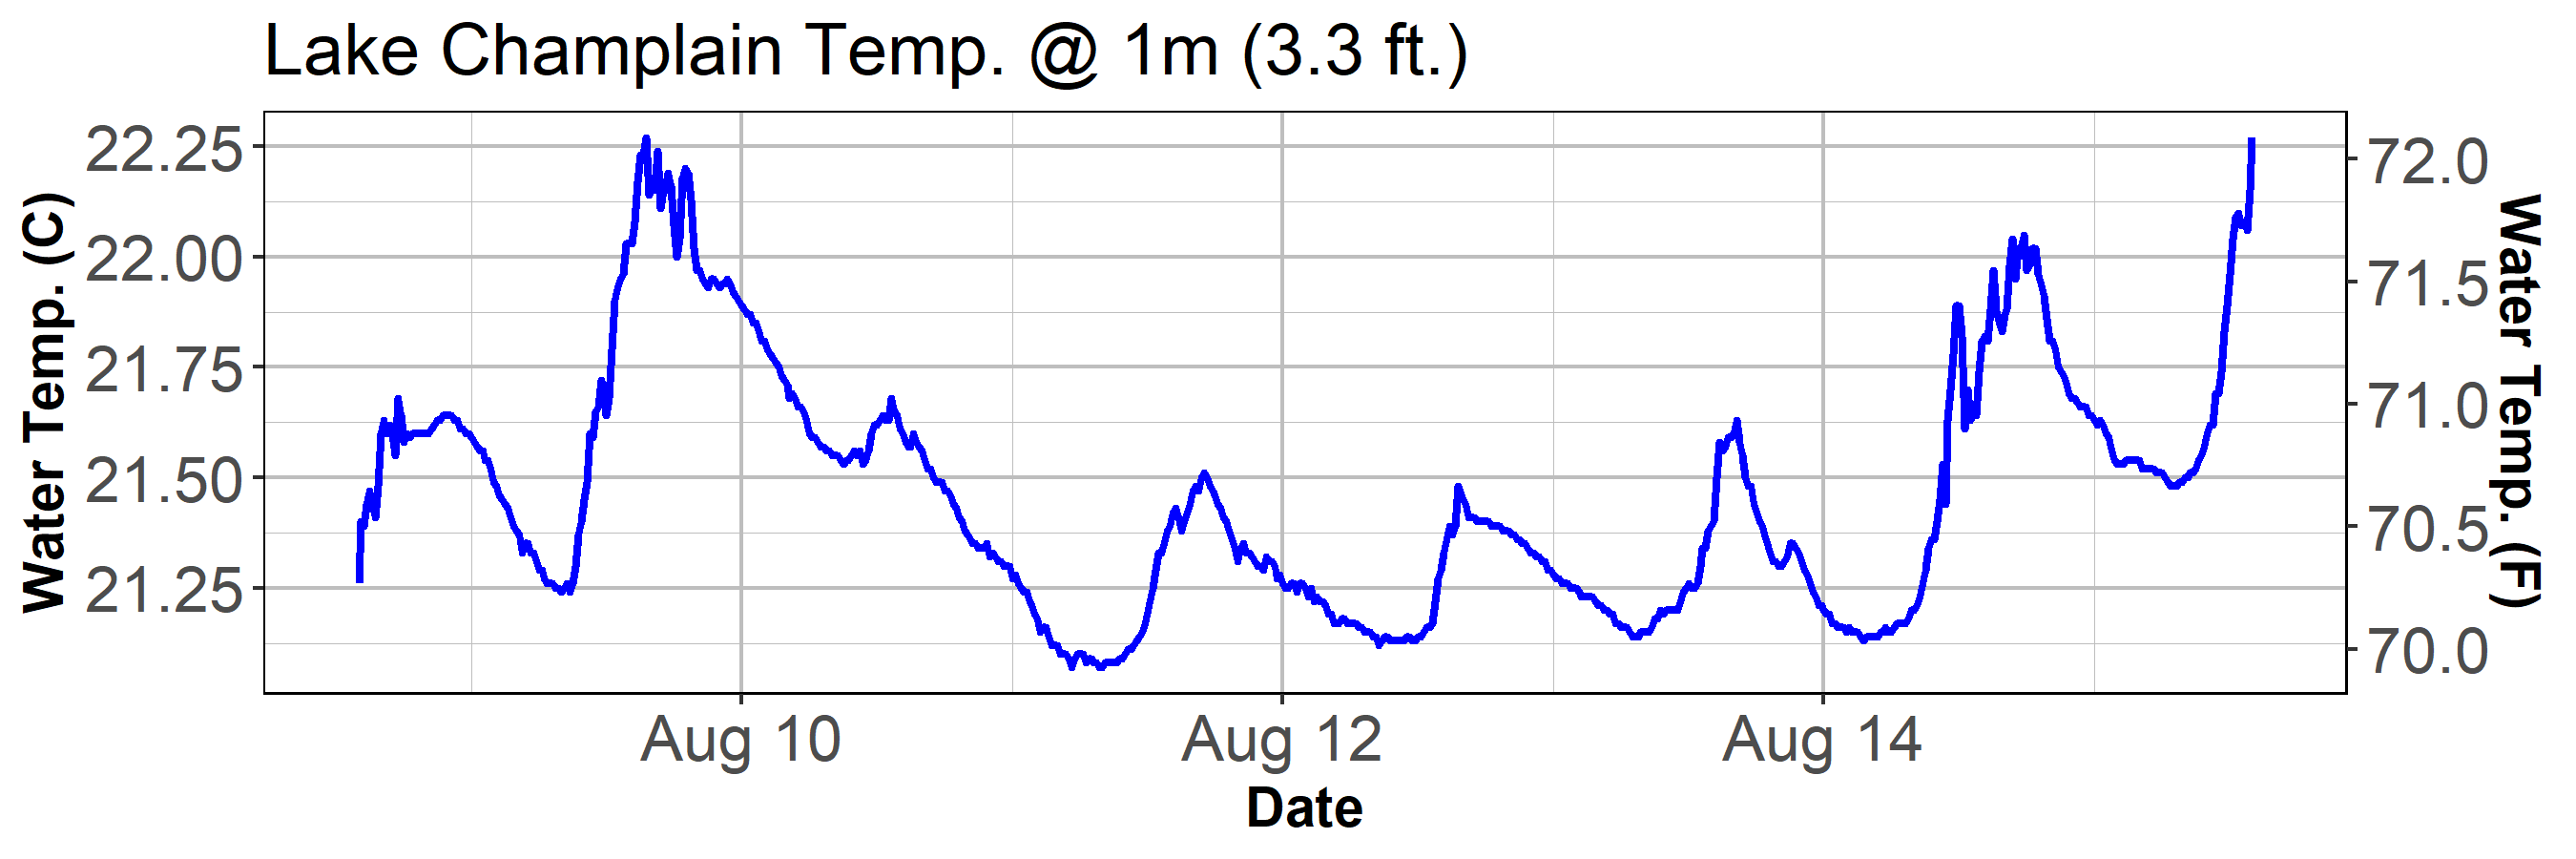 Lake Champlain Temp. @ 1m (3.3 ft.)
Water Temp. (C)
22.25
22.00
21.75
21.50
21.25
72.0
71.5
71.0
70.5
70.0
Water Temp. (F)
Aug 10
Aug 12
Aug 14
Date